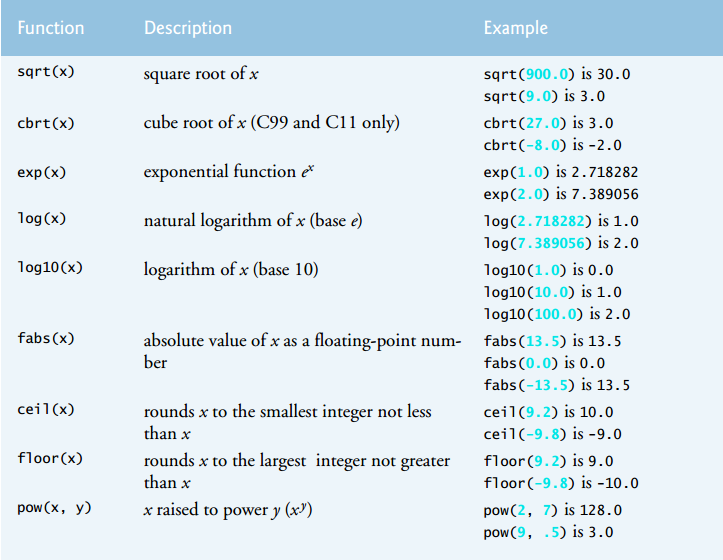 Function Description Example
sqrt(x) square root of x sqrt(900.0) is 30.0
sqrt(9.0) is 3.0
cbrt(x) cube root of x (C99 and C11 only) cbrt(27.0) is 3.0
cbrt(-8.0) is -2.0
exp(x) exponential function eˣ exp(1.0) is 2.718282
exp(2.0) is 7.389056
log(x) natural logarithm of x (base e) log(2.718282) is 1.0
log(7.389056) is 2.0
log10(x) logarithm of x (base 10) log10(1.0) is 0.0
log10(10.0) is 1.0
log10(100.0) is 2.0
fabs(x) absolute value of x as a floating-point num- fabs(13.5) is 13.5
ber fabs(0.0) is 0.0
fabs(-13.5) is 13.5
ceil(x) rounds x to the smallest integer not less ceil(9.2) is 10.0
than x ceil(-9.8) is -9.0
floor(x) rounds x to the largest integer not greater floor(9.2) is 9.0
than x floor(-9.8) is -10.0
pow(x, y) x raised to power y (xʸ) pow(2, 7) is 128.0
pow(9, .5) is 3.0